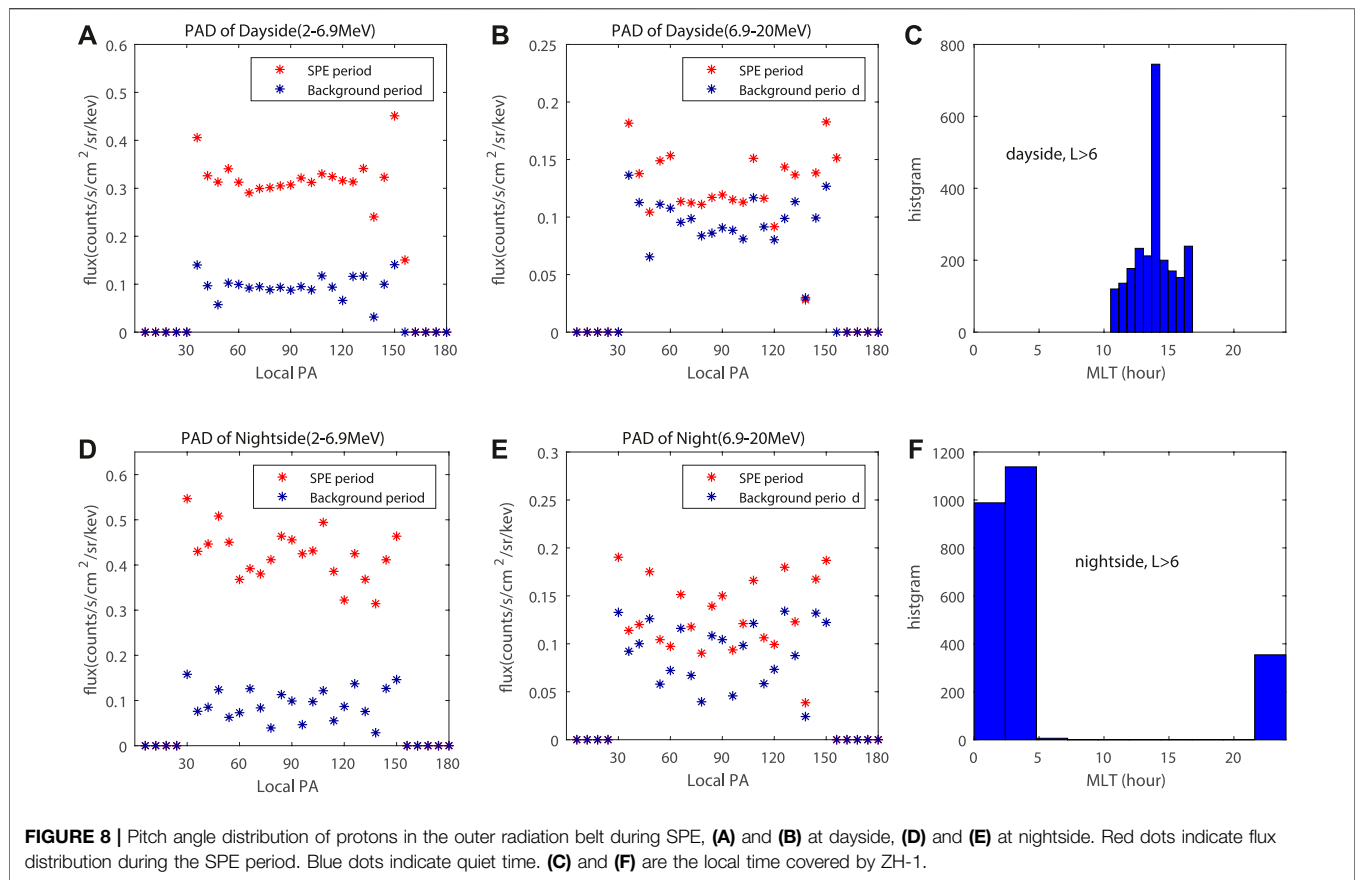 A
PAD of Dayside(2-6.9MeV)
flux(counts/s/cm^2/sr/kev)
0.6
0.5
0.4
0.3
0.2
0.1
0
SPE period
Background period
30 60 90 120 150 180
Local PA
B
PAD of Dayside(6.9-20MeV)
flux(counts/s/cm^2/sr/kev)
0.25
0.2
0.15
0.1
0.05
0
SPE period
Background perio d
30 60 90 120 150 180
Local PA
C
histgram
800
600
400
200
0
dayside, L>6
0 5 10 15 20
MLT (hour)
D
PAD of Nightside(2-6.9MeV)
flux(counts/s/cm^2/sr/kev)
0.6
0.5
0.4
0.3
0.2
0.1
0
SPE period
Background period
30 60 90 120 150 180
Local PA
E
PAD of Night(6.9-20MeV)
flux(counts/s/cm^2/sr/kev)
0.3
0.25
0.2
0.15
0.1
0.05
0
SPE period
Background perio d
30 60 90 120 150 180
Local PA
F
histgram
1200
1000
800
600
400
200
0
nightside, L>6
0 5 10 15 20
MLT (hour)
FIGURE 8 | Pitch angle distribution of protons in the outer radiation belt during SPE, (A) and (B) at dayside, (D) and (E) at nightside. Red dots indicate flux
distribution during the SPE period. Blue dots indicate quiet time. (C) and (F) are the local time covered by ZH-1.